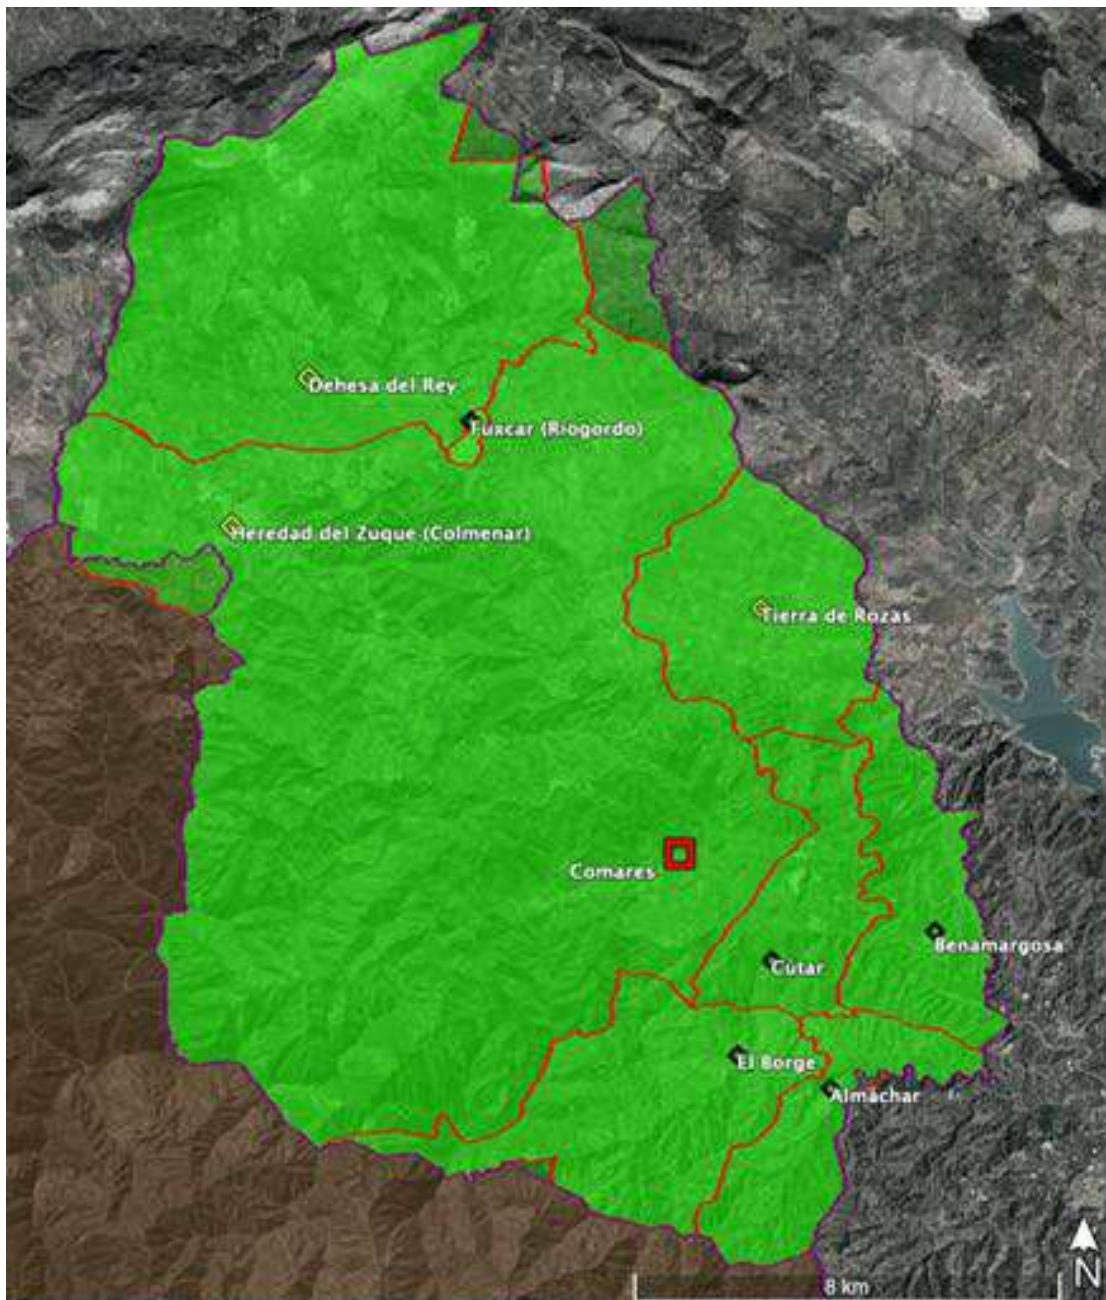 Dehesa del Rey
Fuxcar (Riogordo)
Heredad del Zuque (Colmenar)
Tierra de Rozas
Comares
Benamargosa
Cútar
El Borge
Almáchar
8 km
N